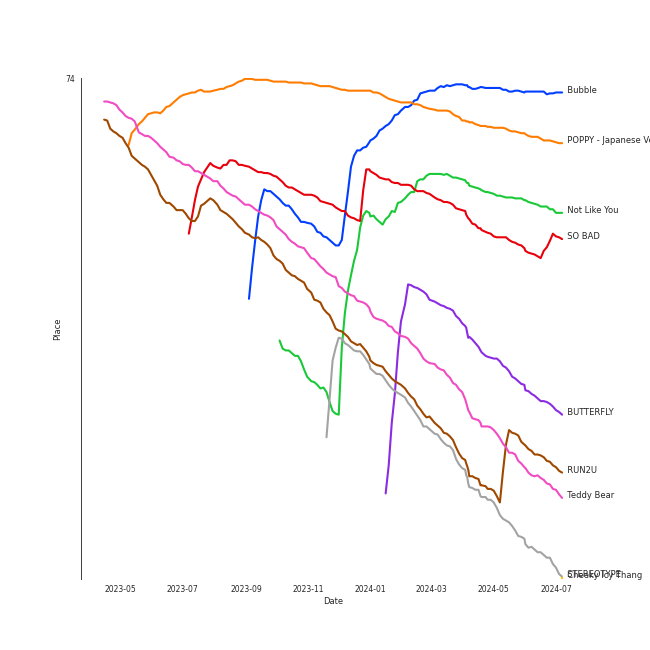 74
Bubble
POPPY - Japanese Ve
Not Like You
SO BAD
Place
BUTTERFLY
RUN2U
Teddy Bear
STEREOTYPE
Cheeky Icy Thang
2023-05 2023-07 2023-09 2023-11 2024-01 2024-03 2024-05 2024-07
Date